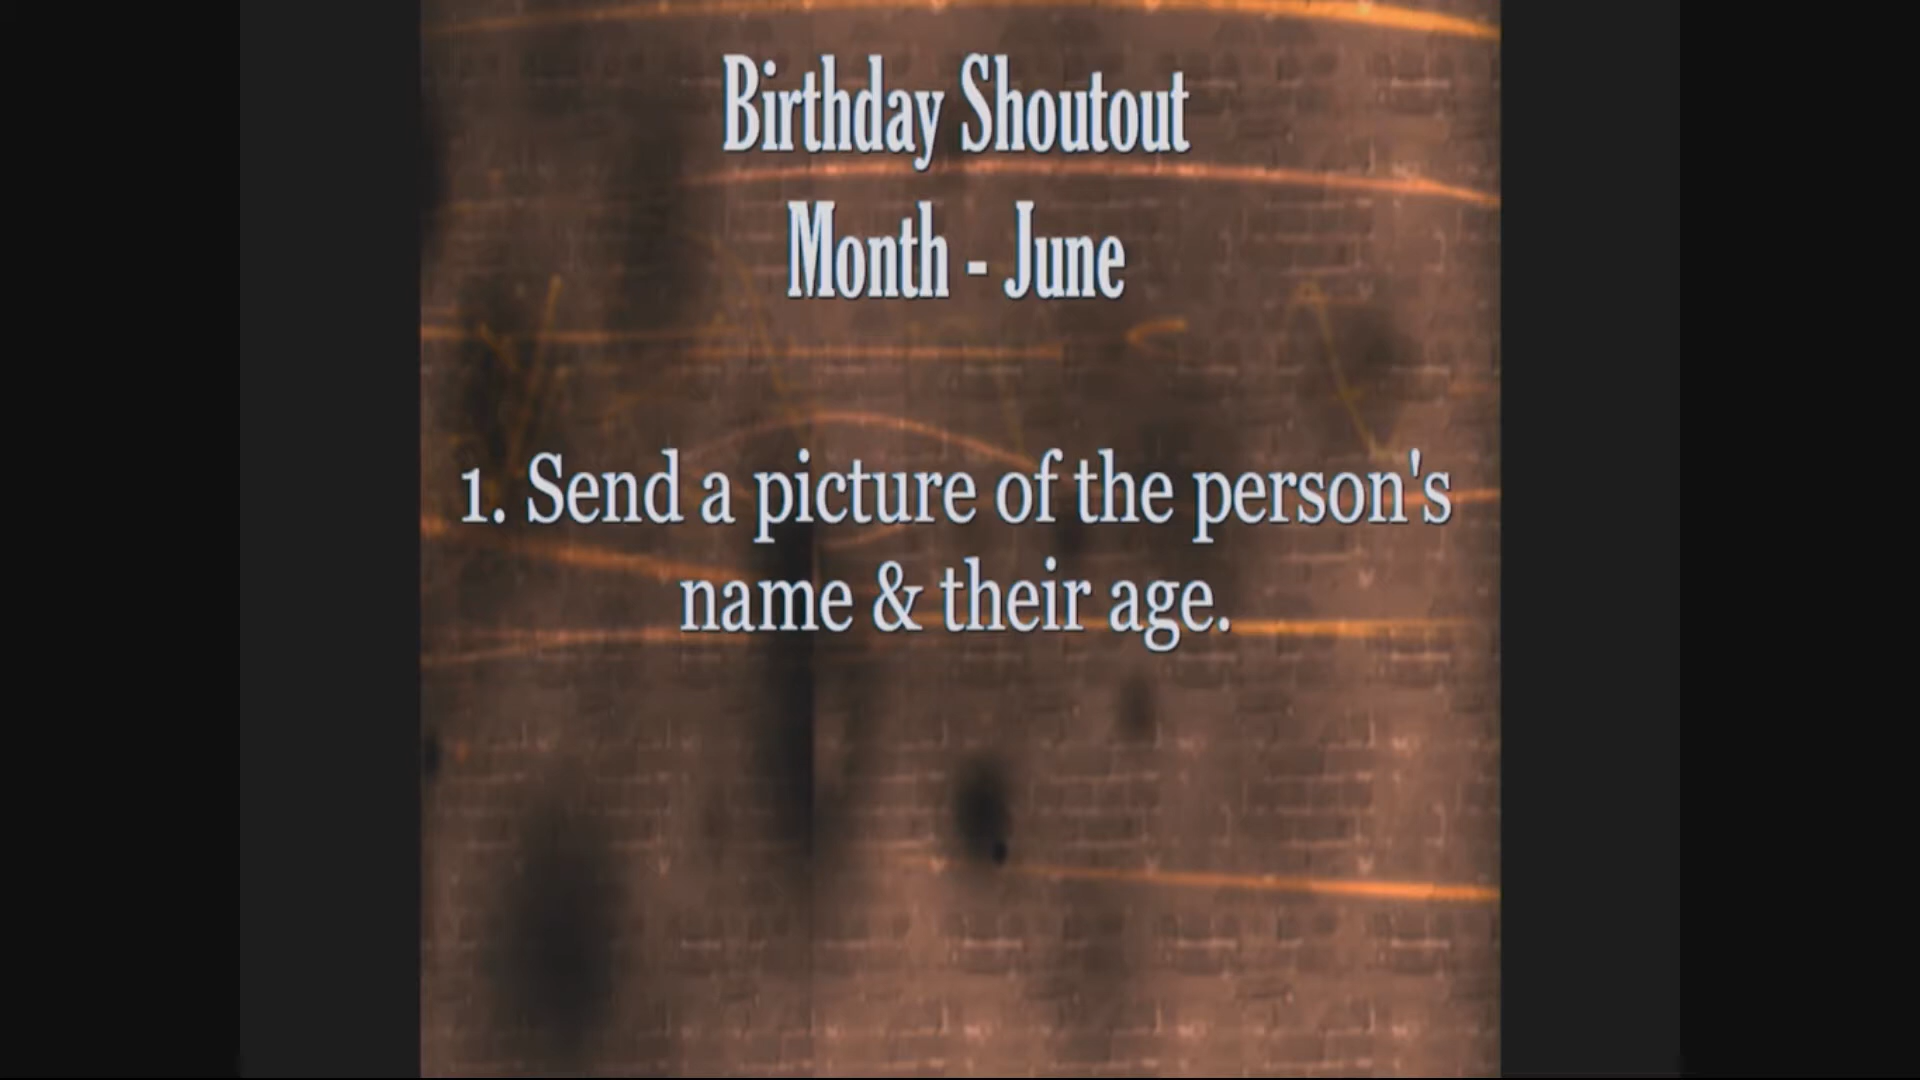 Birthday Shoutout
Month - June
1. Send a picture of the person's
name & their age.